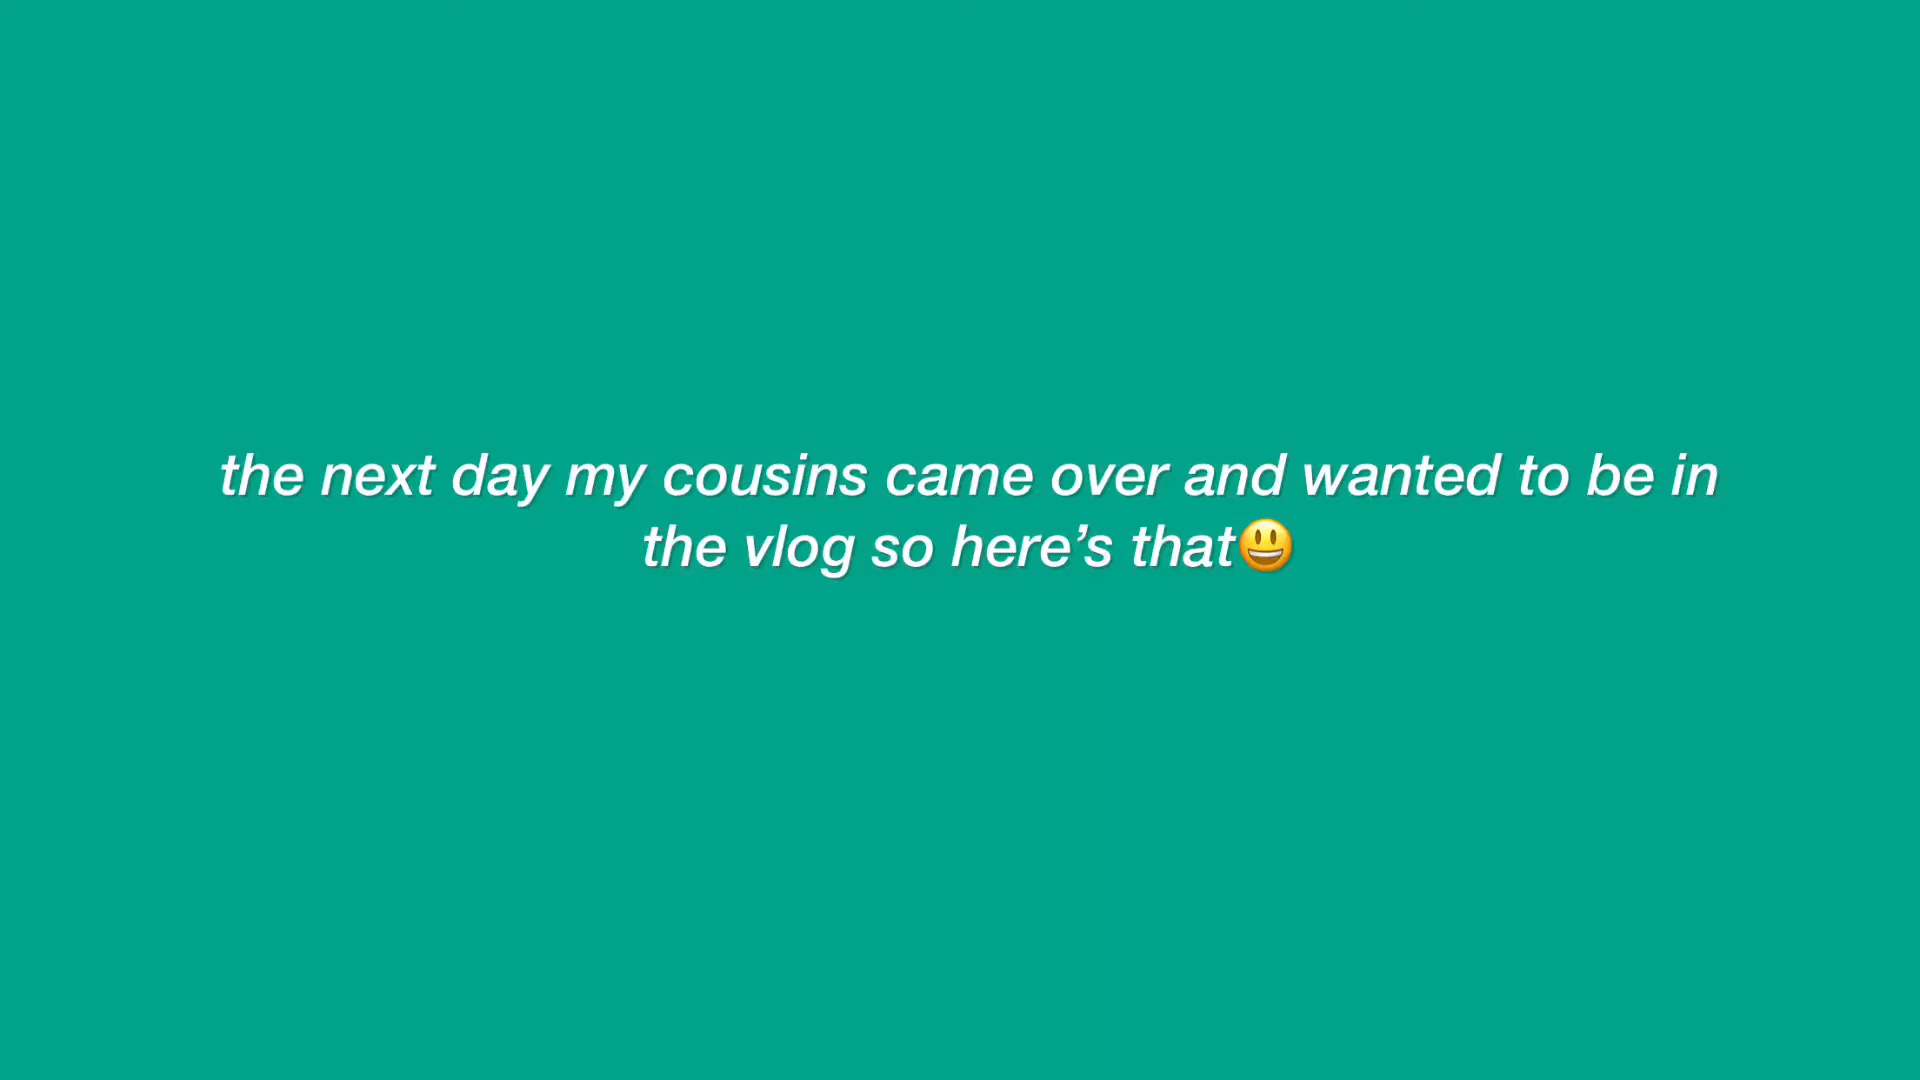 the next day my cousins came over and wanted to be in
the vlog so here’s that😃